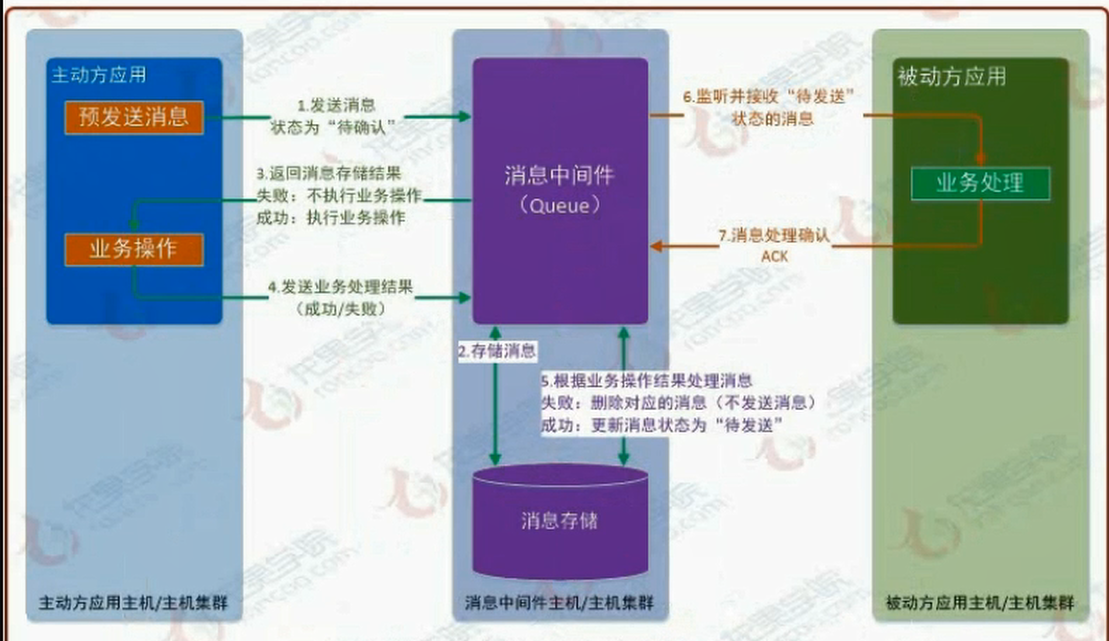 主动方应用
预发送消息
1.发送消息
状态为“待确认”
3.返回消息存储结果
失败：不执行业务操作
成功：执行业务操作
业务操作
4.发送业务处理结果
（成功/失败）
消息中间件
（Queue）
6.监听并接收“待发送”
状态的消息
被动方应用
业务处理
7.消息处理确认
ACK
2.存储消息
5.根据业务操作结果处理消息
失败：删除对应的消息（不发送消息）
成功：更新消息状态为“待发送”
消息存储
主动方应用主机/主机集群
消息中间件主机/主机集群
被动方应用主机/主机集群
龙果学院
roncoo.com